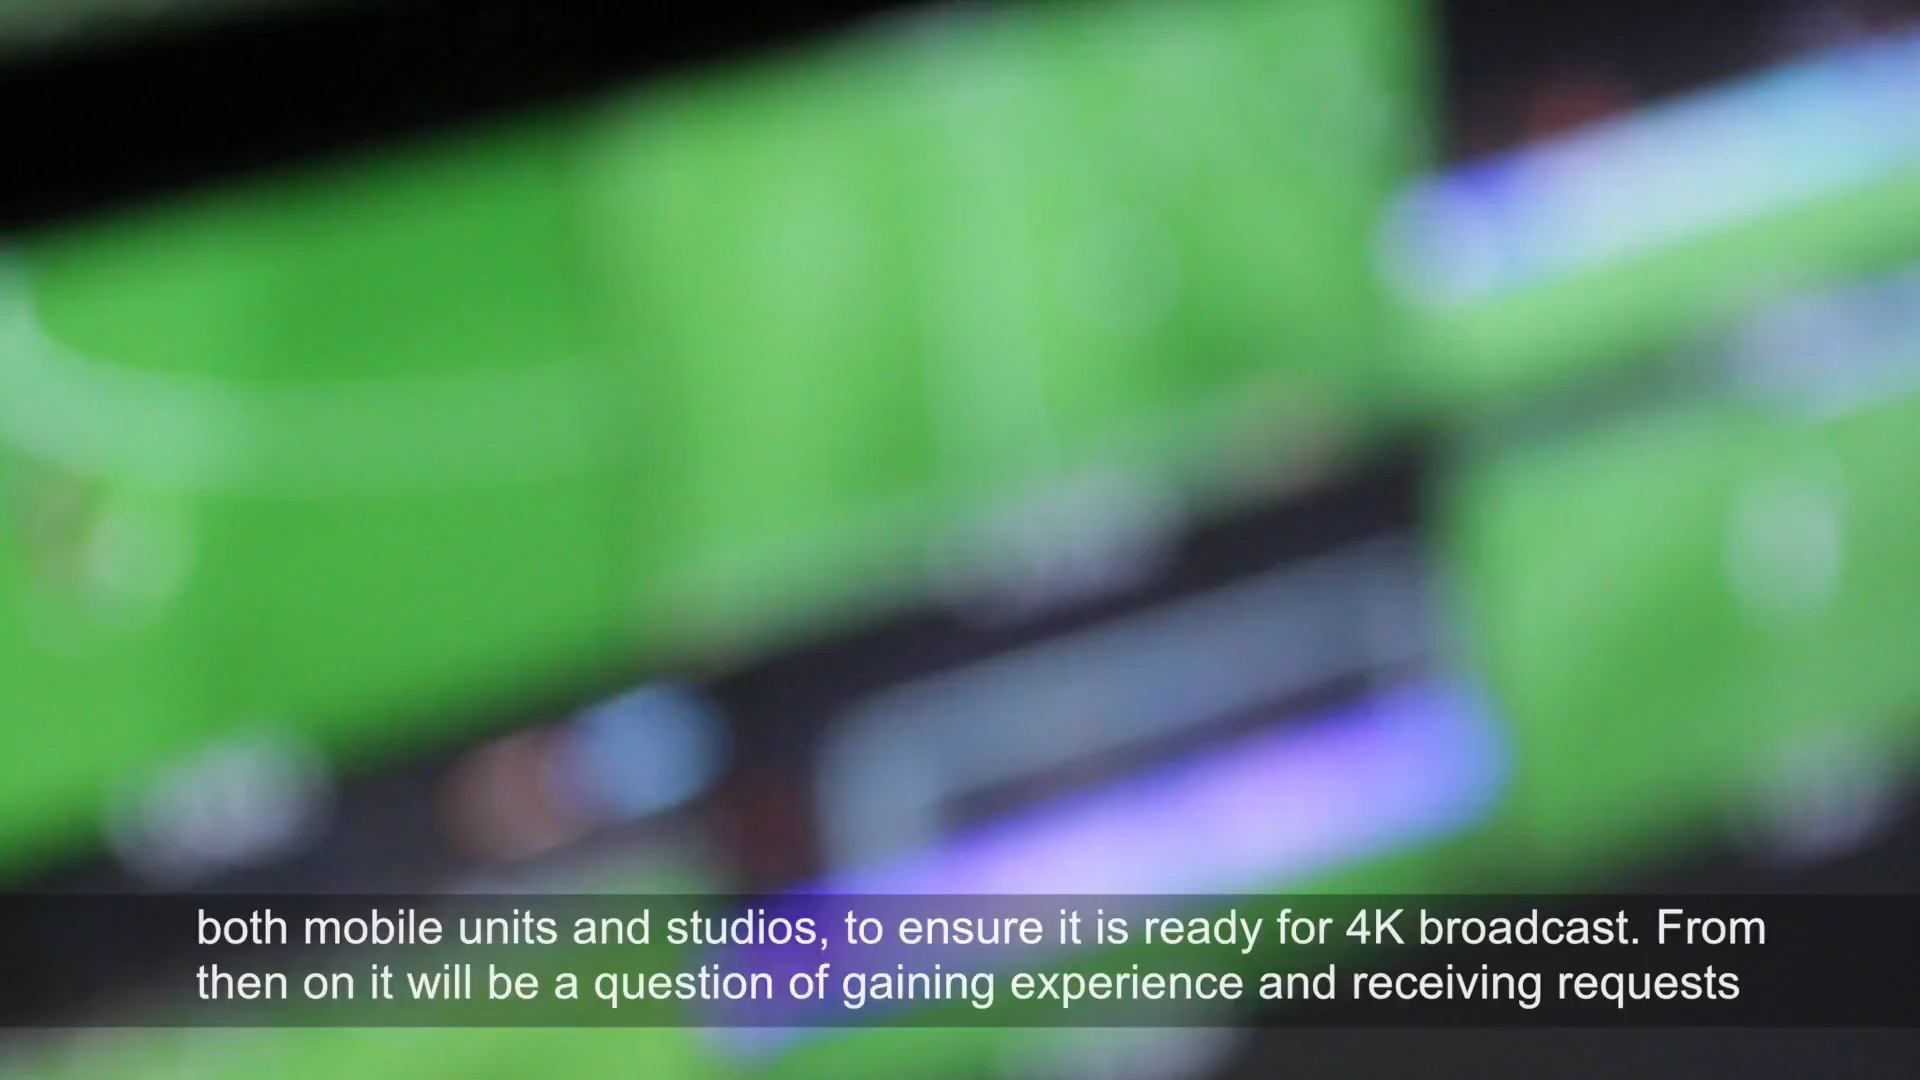 both mobile units and studios, to ensure it is ready for 4K broadcast. From
then on it will be a question of gaining experience and receiving requests